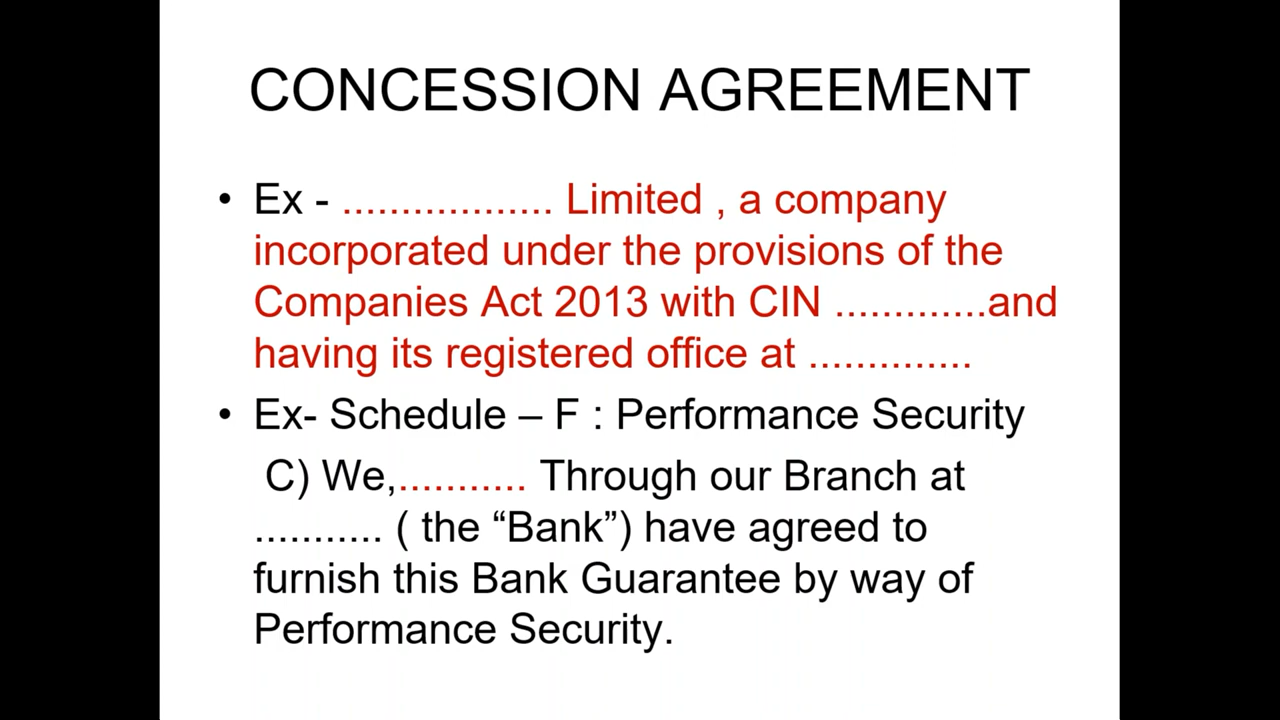 CONCESSION AGREEMENT
• Ex - .................. Limited , a company
incorporated under the provisions of the
Companies Act 2013 with CIN .............and
having its registered office at ..............
• Ex- Schedule – F : Performance Security
C) We,........... Through our Branch at
........... ( the “Bank”) have agreed to
furnish this Bank Guarantee by way of
Performance Security.